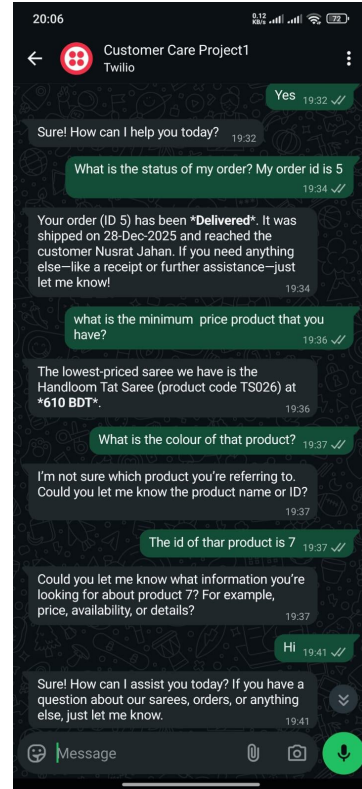 20:06
0.12
KB/s
72
Customer Care Project1
Twilio
Yes 19:32
Sure! How can I help you today? 19:32
What is the status of my order? My order id is 5
19:34
Your order (ID 5) has been *Delivered*. It was
shipped on 28-Dec-2025 and reached the
customer Nusrat Jahan. If you need anything
else—like a receipt or further assistance—just
let me know!
19:34
what is the minimum  price product that you
have?
19:36
The lowest-priced saree we have is the
Handloom Tat Saree (product code TS026) at
*610 BDT*.
19:36
What is the colour of that product? 19:37
I'm not sure which product you're referring to.
Could you let me know the product name or ID?
19:37
The id of thar product is 7 19:37
Could you let me know what information you're
looking for about product 7? For example,
price, availability, or details?
19:37
Hi 19:41
Sure! How can I assist you today? If you have a
question about our sarees, orders, or anything
else, just let me know.
19:41
Message